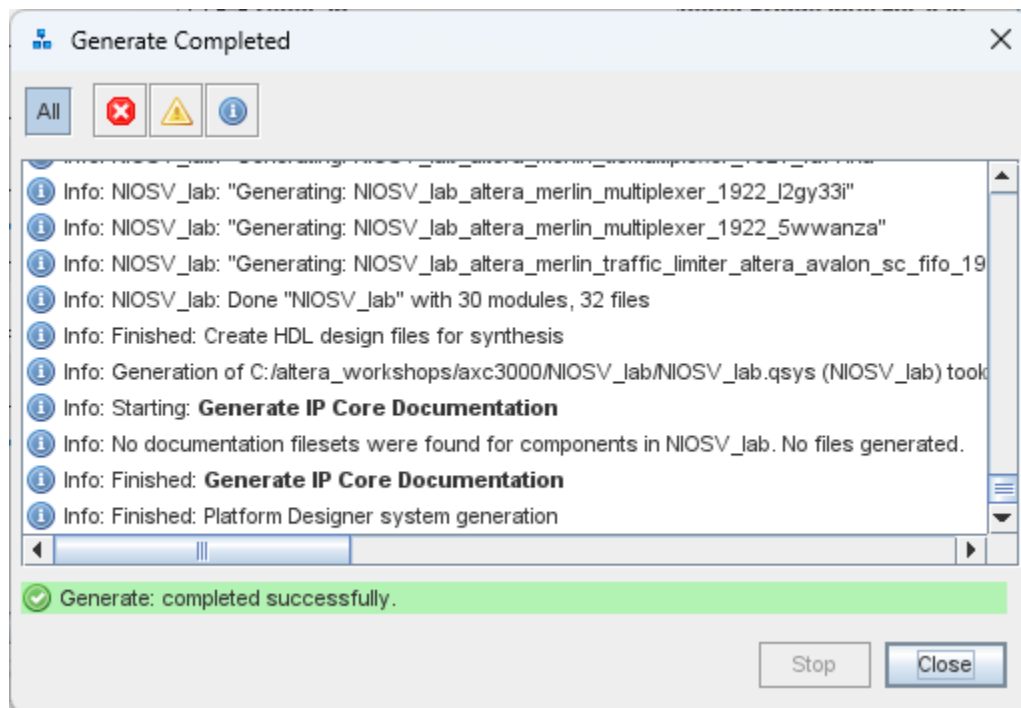 Generate Completed
All
Info: NIOSV_lab: "Generating: NIOSV_lab_altera_merlin_multiplexer_1922_l2gy33i"
Info: NIOSV_lab: "Generating: NIOSV_lab_altera_merlin_multiplexer_1922_5wwanza"
Info: NIOSV_lab: "Generating: NIOSV_lab_altera_merlin_traffic_limiter_altera_avalon_sc_fifo_19
Info: NIOSV_lab: Done "NIOSV_lab" with 30 modules, 32 files
Info: Finished: Create HDL design files for synthesis
Info: Generation of C:/altera_workshops/axc3000/NIOSV_lab/NIOSV_lab.qsys (NIOSV_lab) took
Info: Starting: Generate IP Core Documentation
Info: No documentation filesets were found for components in NIOSV_lab. No files generated.
Info: Finished: Generate IP Core Documentation
Info: Finished: Platform Designer system generation
Generate: completed successfully.
Stop
Close